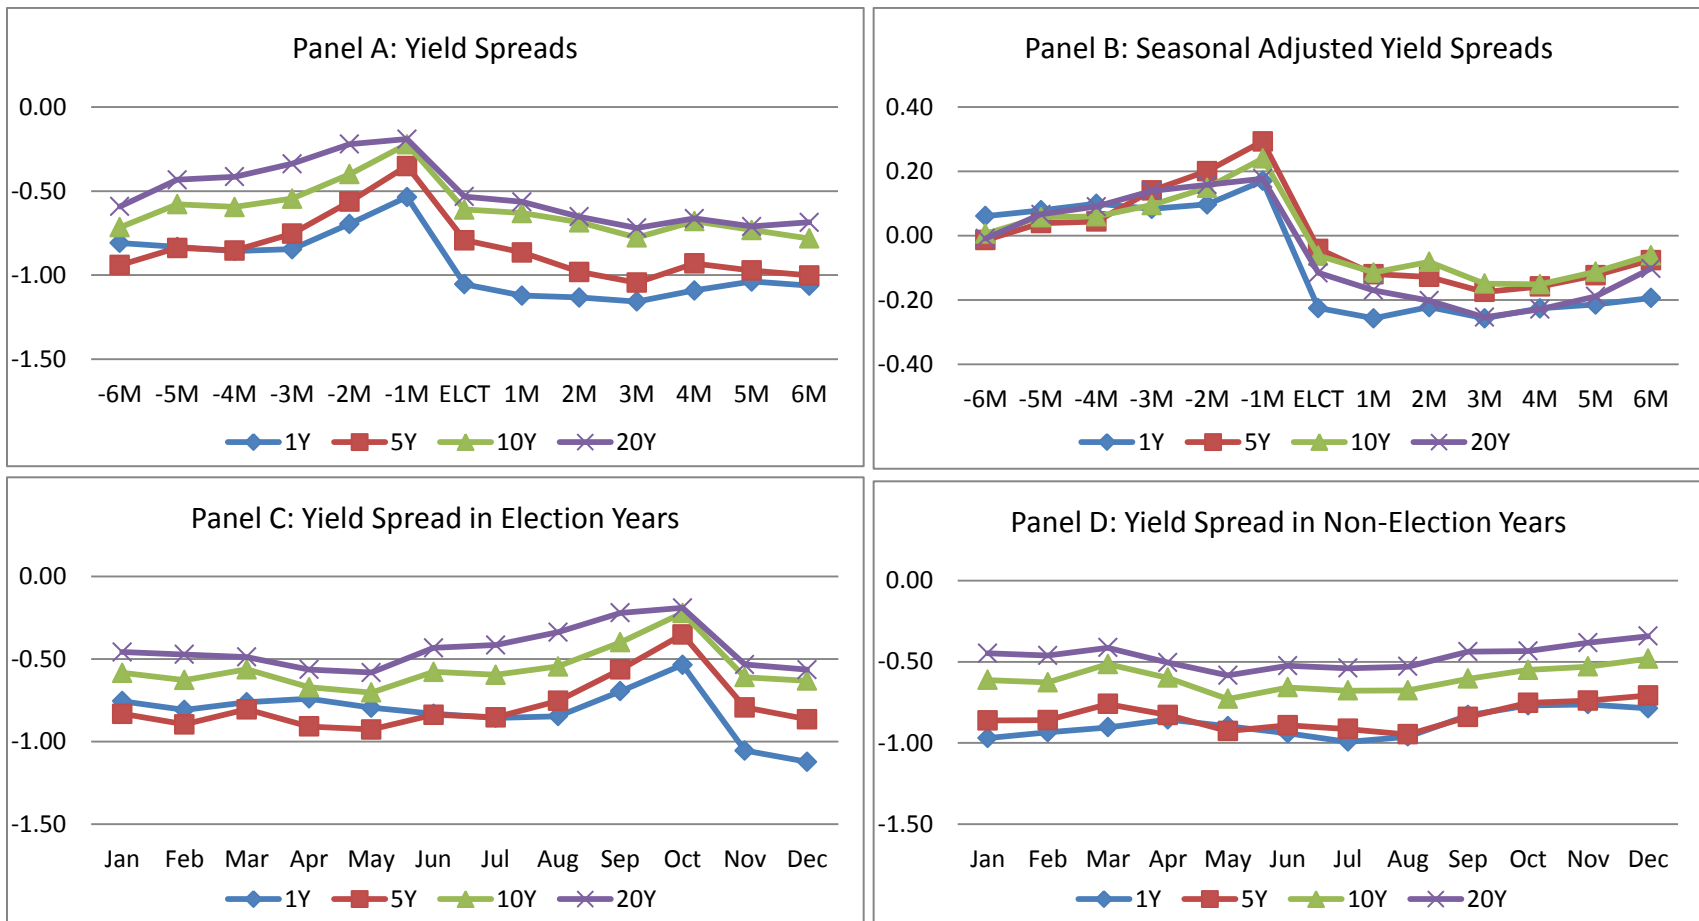 Panel A: Yield Spreads
0.00
-0.50
-1.00
-1.50
-6M -5M -4M -3M -2M -1M ELCT 1M 2M 3M 4M 5M 6M
1Y 5Y 10Y 20Y
Panel B: Seasonal Adjusted Yield Spreads
0.40
0.20
0.00
-0.20
-0.40
-6M -5M -4M -3M -2M -1M ELCT 1M 2M 3M 4M 5M 6M
1Y 5Y 10Y 20Y
Panel C: Yield Spread in Election Years
0.00
-0.50
-1.00
-1.50
Jan Feb Mar Apr May Jun Jul Aug Sep Oct Nov Dec
1Y 5Y 10Y 20Y
Panel D: Yield Spread in Non-Election Years
0.00
-0.50
-1.00
-1.50
Jan Feb Mar Apr May Jun Jul Aug Sep Oct Nov Dec
1Y 5Y 10Y 20Y